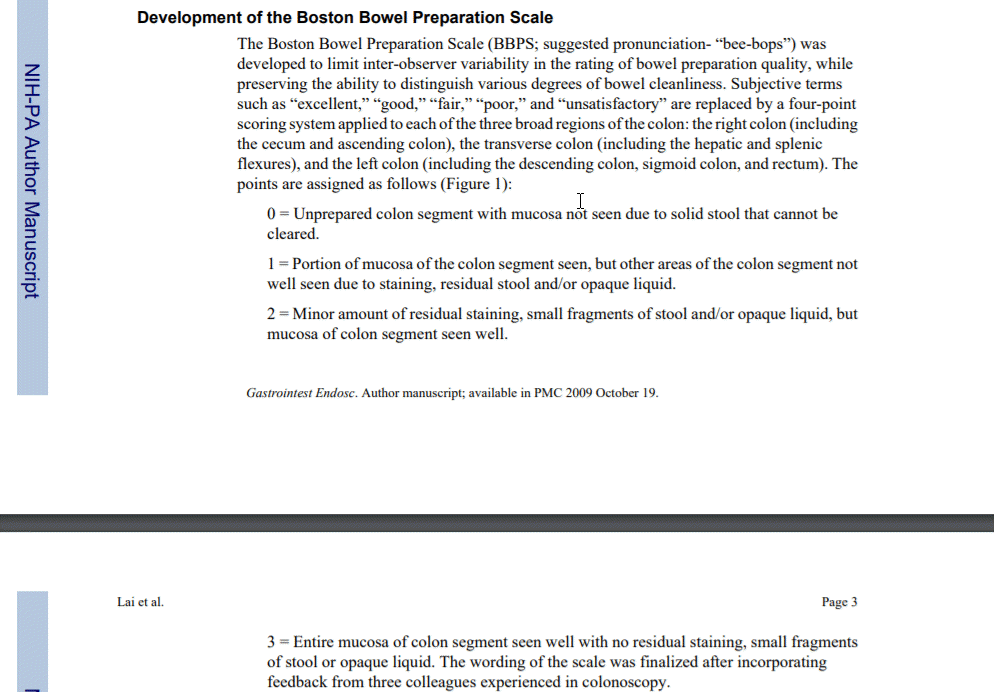 Development of the Boston Bowel Preparation Scale
The Boston Bowel Preparation Scale (BBPS; suggested pronunciation- “bee-bops”) was
developed to limit inter-observer variability in the rating of bowel preparation quality, while
preserving the ability to distinguish various degrees of bowel cleanliness. Subjective terms
such as “excellent,” “good,” “fair,” “poor,” and “unsatisfactory” are replaced by a four-point
scoring system applied to each of the three broad regions of the colon: the right colon (including
the cecum and ascending colon), the transverse colon (including the hepatic and splenic
flexures), and the left colon (including the descending colon, sigmoid colon, and rectum). The
points are assigned as follows (Figure 1):
0 = Unprepared colon segment with mucosa not seen due to solid stool that cannot be
cleared.
1 = Portion of mucosa of the colon segment seen, but other areas of the colon segment not
well seen due to staining, residual stool and/or opaque liquid.
2 = Minor amount of residual staining, small fragments of stool and/or opaque liquid, but
mucosa of colon segment seen well.
NIH-PA Author Manuscript
Gastrointest Endosc. Author manuscript; available in PMC 2009 October 19.
Lai et al.
Page 3
3 = Entire mucosa of colon segment seen well with no residual staining, small fragments
of stool or opaque liquid. The wording of the scale was finalized after incorporating
feedback from three colleagues experienced in colonoscopy.